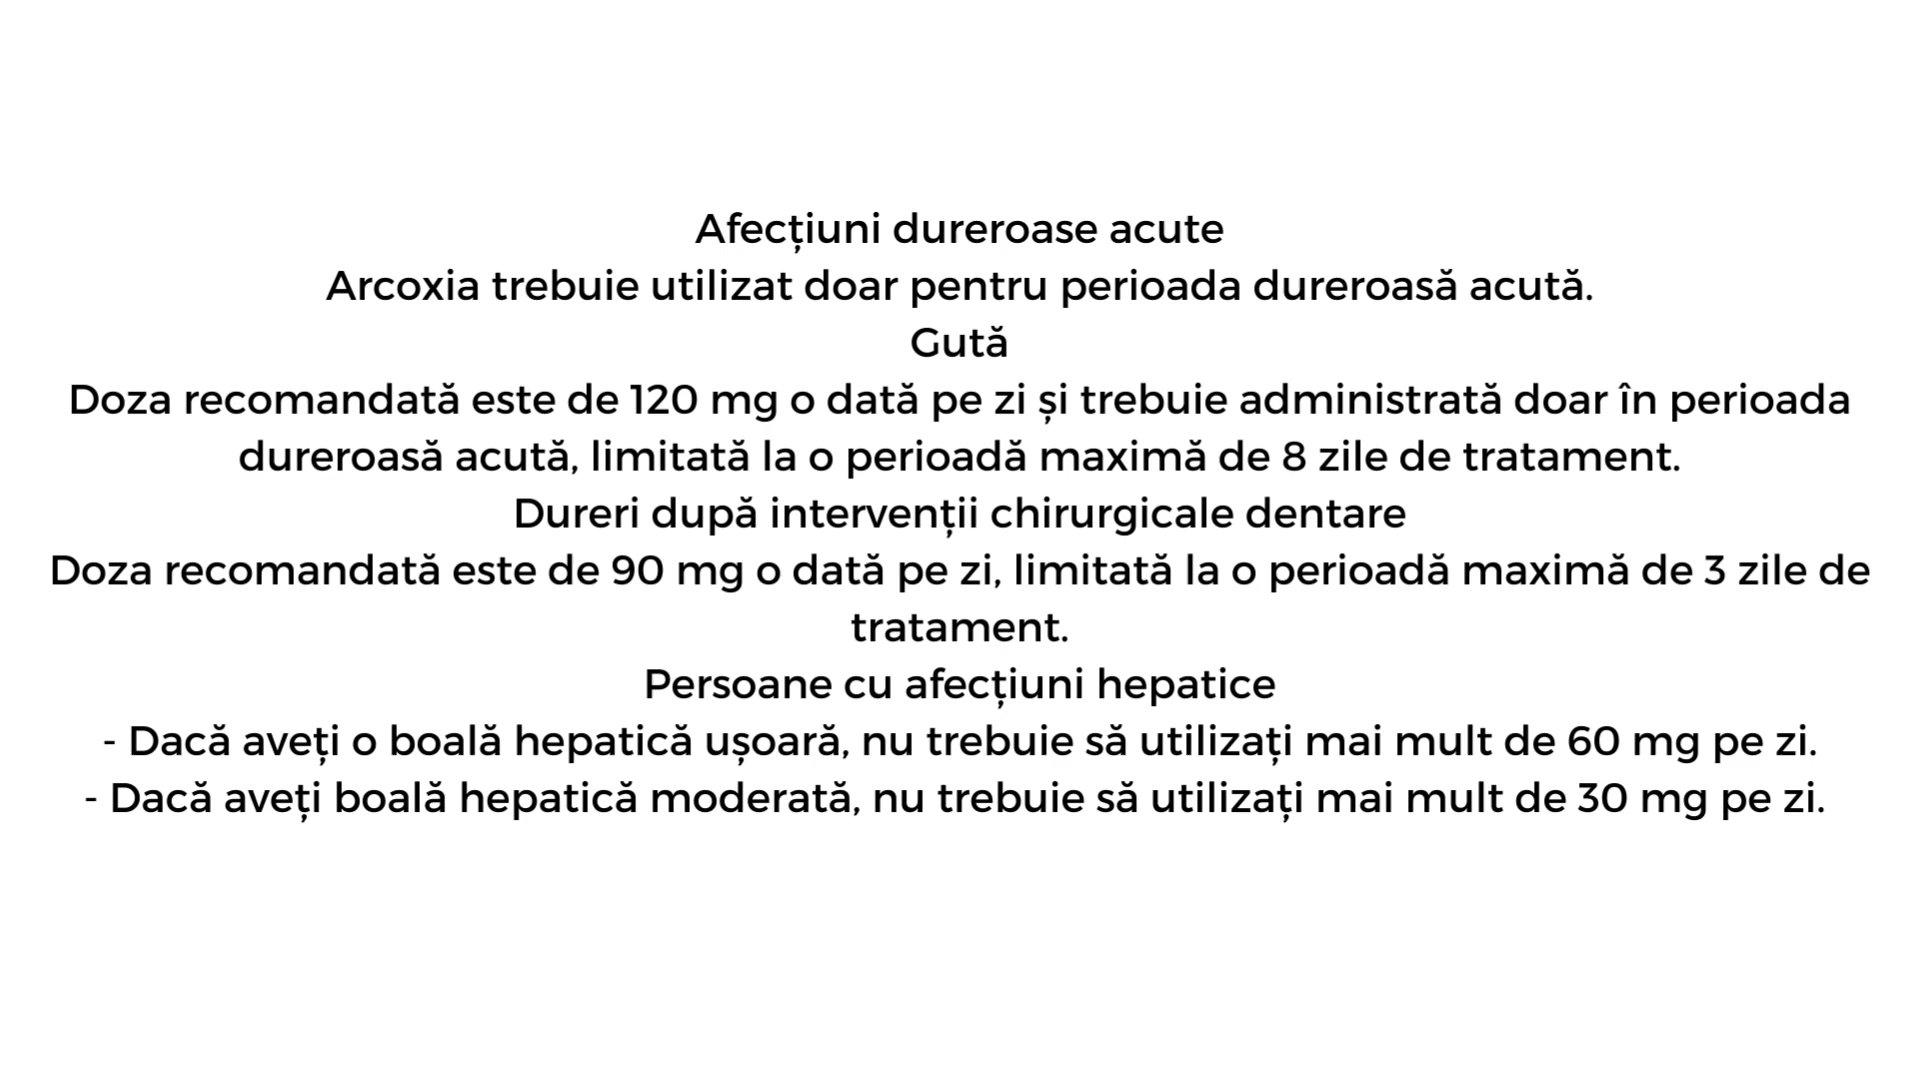 Afecțiuni dureroase acute
Arcoxia trebuie utilizat doar pentru perioada dureroasă acută.
Gută
Doza recomandată este de 120 mg o dată pe zi și trebuie administrată doar în perioada
dureroasă acută, limitată la o perioadă maximă de 8 zile de tratament.
Dureri după intervenții chirurgicale dentare
Doza recomandată este de 90 mg o dată pe zi, limitată la o perioadă maximă de 3 zile de
tratament.
Persoane cu afecțiuni hepatice
- Dacă aveți o boală hepatică ușoară, nu trebuie să utilizați mai mult de 60 mg pe zi.
- Dacă aveți boală hepatică moderată, nu trebuie să utilizați mai mult de 30 mg pe zi.